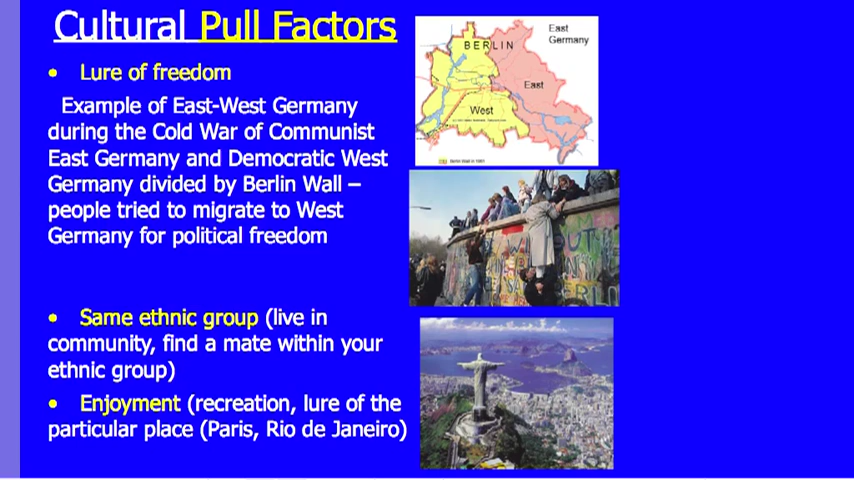 Cultural Pull Factors
• Lure of freedom
Example of East-West Germany
during the Cold War of Communist
East Germany and Democratic West
Germany divided by Berlin Wall –
people tried to migrate to West
Germany for political freedom
• Same ethnic group (live in
community, find a mate within your
ethnic group)
• Enjoyment (recreation, lure of the
particular place (Paris, Rio de Janeiro)
East
Germany
BERLIN
East
West